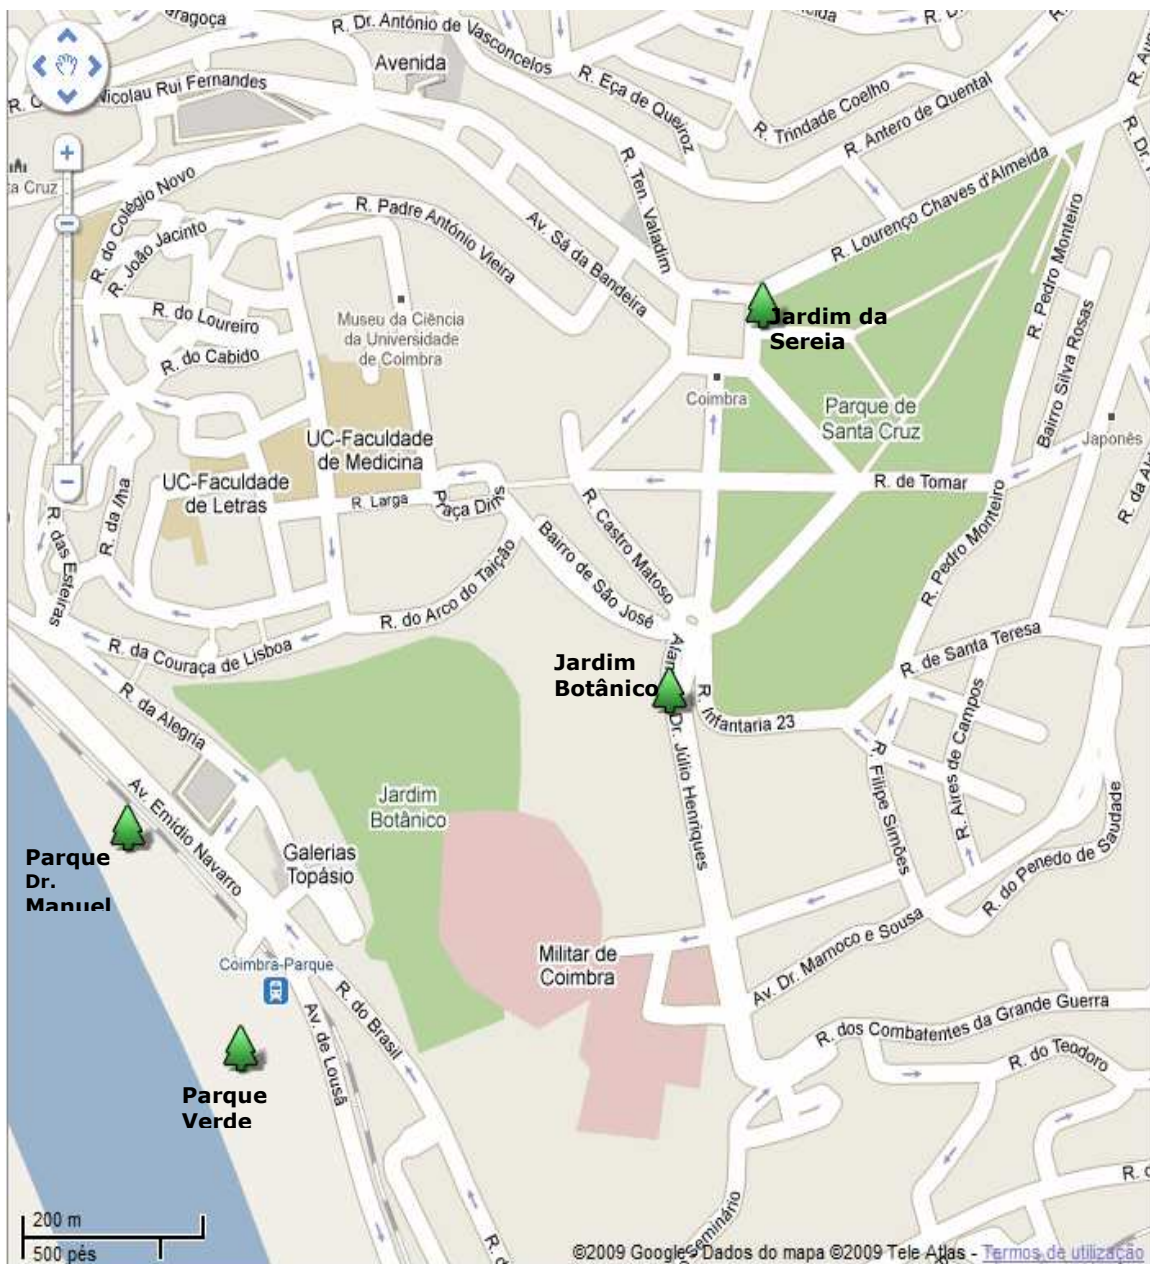 R. Dr. António de Vasconcelos
Avenida
Nicolau Rui Fernandes
R. Eça de Queiroz
R. Trindade Coelho
R. Antero de Quental
ta Cruz
R. do Colégio Novo
R. João Jacinto
R. Padre António Vieira
Av. Sá da Bandeira
R. Ten. Valadim
R. Lourenço Chaves d'Almeida
R. Pedro Monteiro
R. do Loureiro
R. do Cabido
Museu da Ciência
da Universidade
de Coimbra
Jardim da
Sereia
Bairro Silva Rosas
Coimbra
Parque de
Santa Cruz
Japonês
UC-Faculdade
de Medicina
UC-Faculdade
de Letras
R. Larga
R. de Tomar
R. da Ilha
R. das Esteiras
R. Castro Matoso
Bairro de São José
R. do Arco do Taição
R. Pedro Monteiro
R. da Couraça de Lisboa
R. de Santa Teresa
Jardim
Botânico
R. da Alegria
R. Infantaria 23
Dr. Júlio Henriques
R. Filipe Simões
R. Aires de Campos
R. do Penedo de Saudade
Av. Emídio Navarro
Jardim
Botânico
Parque
Dr.
Manuel
Galerias
Topásio
Militar de
Coimbra
Av. Dr. Marnoco e Sousa
Coimbra-Parque
R. do Brasil
Av. de Lousã
R. dos Combatentes da Grande Guerra
R. do Teodoro
Parque
Verde
Seminário
200 m
500 pés
©2009 Google - Dados do mapa ©2009 Tele Atlas - Termos de utilização